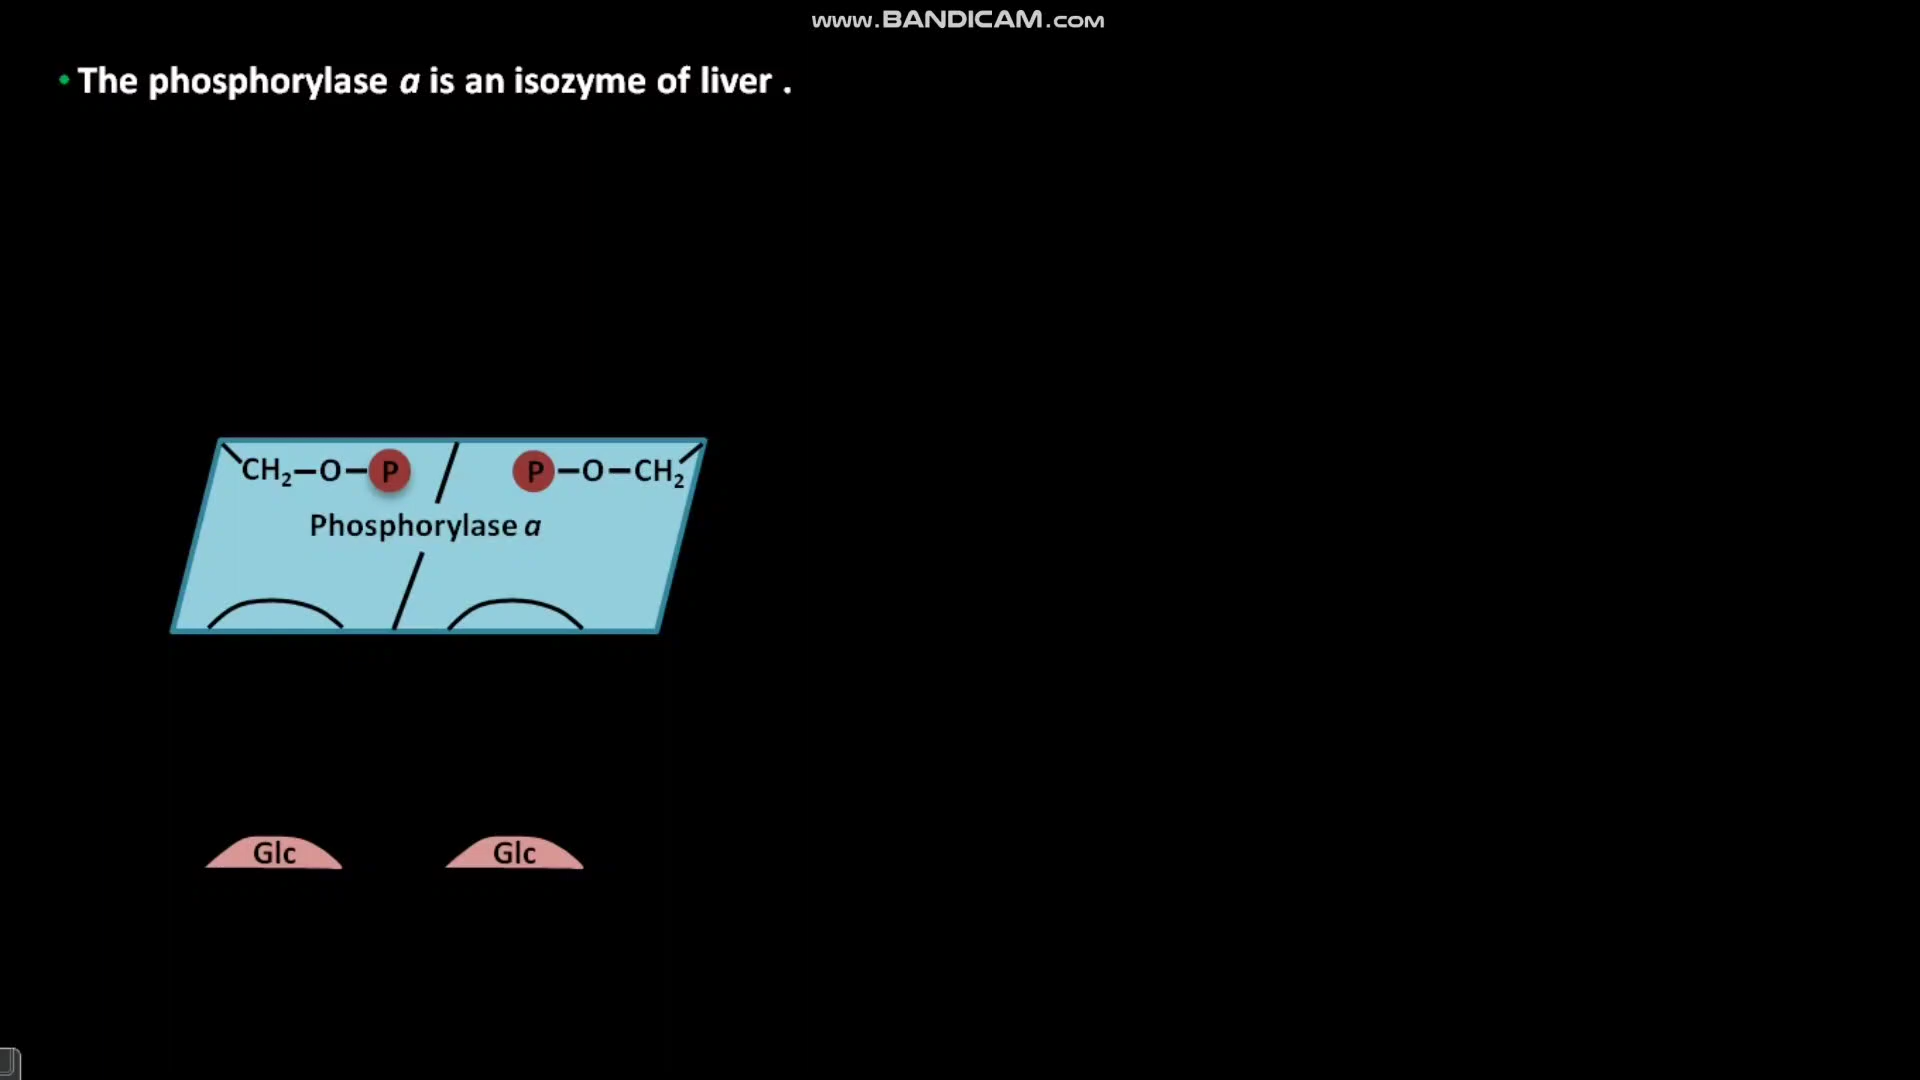 www.BANDICAM.com
• The phosphorylase a is an isozyme of liver .
CH₂–O–P P–O–CH₂
Phosphorylase a
Glc Glc